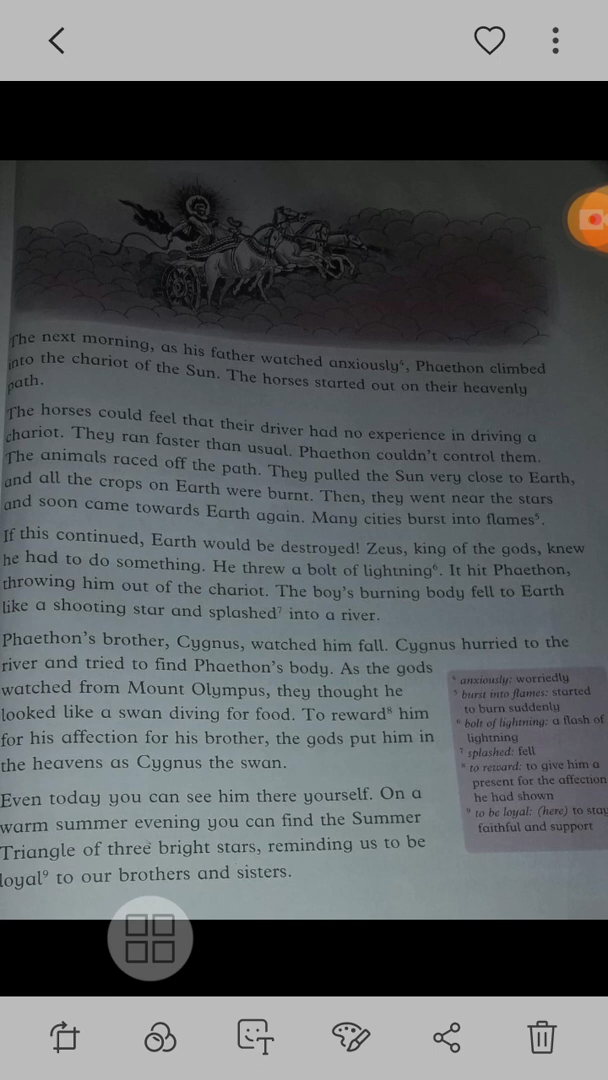 The next morning, as his father watched anxiously⁴, Phaethon climbed
into the chariot of the Sun. The horses started out on their heavenly
path.
The horses could feel that their driver had no experience in driving a
chariot. They ran faster than usual. Phaethon couldn't control them.
The animals raced off the path. They pulled the Sun very close to Earth,
and all the crops on Earth were burnt. Then, they went near the stars
and soon came towards Earth again. Many cities burst into flames⁵.
If this continued, Earth would be destroyed! Zeus, king of the gods, knew
he had to do something. He threw a bolt of lightning⁶. It hit Phaethon,
throwing him out of the chariot. The boy's burning body fell to Earth
like a shooting star and splashed⁷ into a river.
Phaethon's brother, Cygnus, watched him fall. Cygnus hurried to the
river and tried to find Phaethon's body. As the gods
watched from Mount Olympus, they thought he
looked like a swan diving for food. To reward⁸ him
for his affection for his brother, the gods put him in
the heavens as Cygnus the swan.
Even today you can see him there yourself. On a
warm summer evening you can find the Summer
Triangle of three bright stars, reminding us to be
loyal⁹ to our brothers and sisters.
⁴ anxiously: worriedly
⁵ burst into flames: started
to burn suddenly
⁶ bolt of lightning: a flash of
lightning
⁷ splashed: fell
⁸ to reward: to give him a
present for the affection
he had shown
⁹ to be loyal: (here) to stay
faithful and support
T